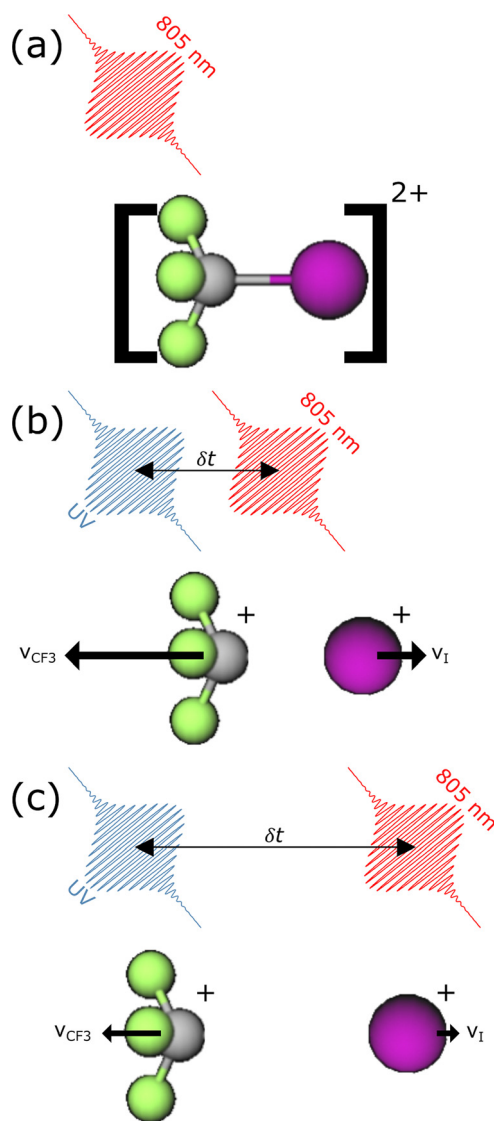 (a)
805 nm
2+
(b)
805 nm
δt
UV
+ +
vCF3 vI
(c)
805 nm
δt
UV
+ +
vCF3 vI